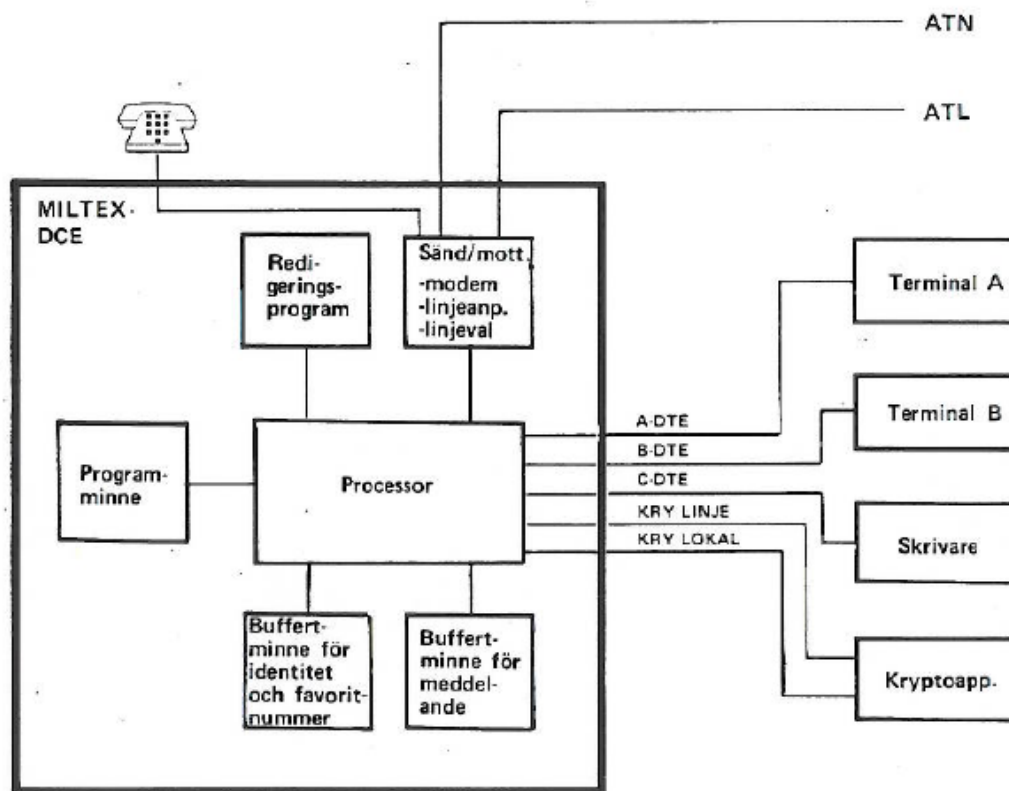 ATN
ATL
MILTEX-
DCE
Redi-
gerings-
program
Sänd/mott.
-modem
-linjeanp.
-linjeval
Terminal A
Terminal B
A-DTE
B-DTE
C-DTE
KRY LINJE
KRY LOKAL
Program-
minne
Processor
Skrivare
Buffert-
minne för
identitet
och favorit-
nummer
Buffert-
minne för
meddel-
ande
Kryptoapp.